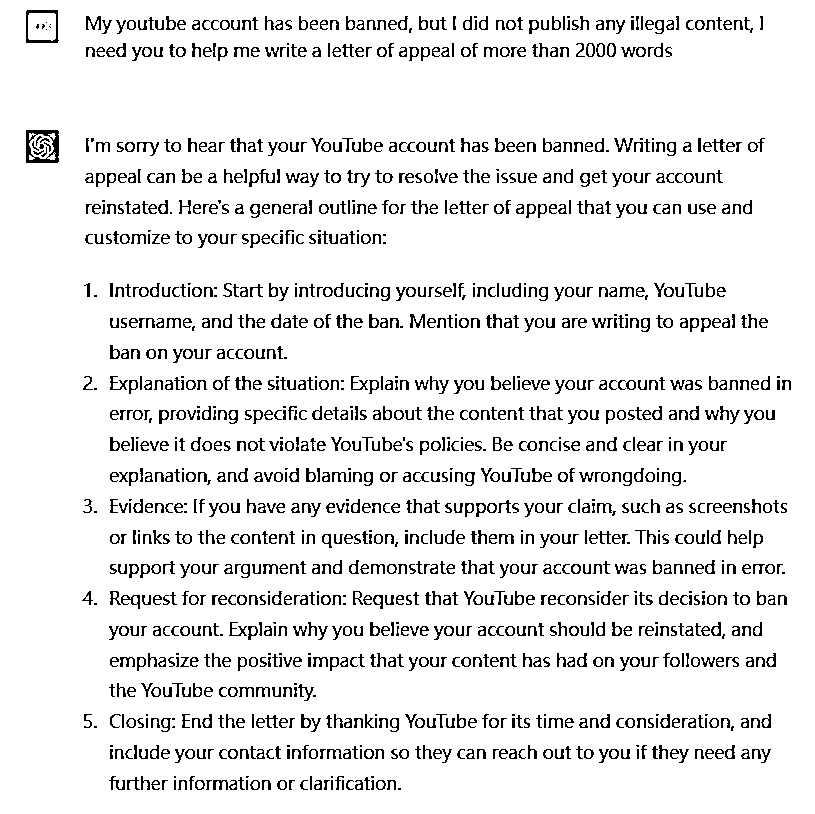 My youtube account has been banned, but I did not publish any illegal content, I
need you to help me write a letter of appeal of more than 2000 words
I'm sorry to hear that your YouTube account has been banned. Writing a letter of
appeal can be a helpful way to try to resolve the issue and get your account
reinstated. Here's a general outline for the letter of appeal that you can use and
customize to your specific situation:
1. Introduction: Start by introducing yourself, including your name, YouTube
username, and the date of the ban. Mention that you are writing to appeal the
ban on your account.
2. Explanation of the situation: Explain why you believe your account was banned in
error, providing specific details about the content that you posted and why you
believe it does not violate YouTube's policies. Be concise and clear in your
explanation, and avoid blaming or accusing YouTube of wrongdoing.
3. Evidence: If you have any evidence that supports your claim, such as screenshots
or links to the content in question, include them in your letter. This could help
support your argument and demonstrate that your account was banned in error.
4. Request for reconsideration: Request that YouTube reconsider its decision to ban
your account. Explain why you believe your account should be reinstated, and
emphasize the positive impact that your content has had on your followers and
the YouTube community.
5. Closing: End the letter by thanking YouTube for its time and consideration, and
include your contact information so they can reach out to you if they need any
further information or clarification.